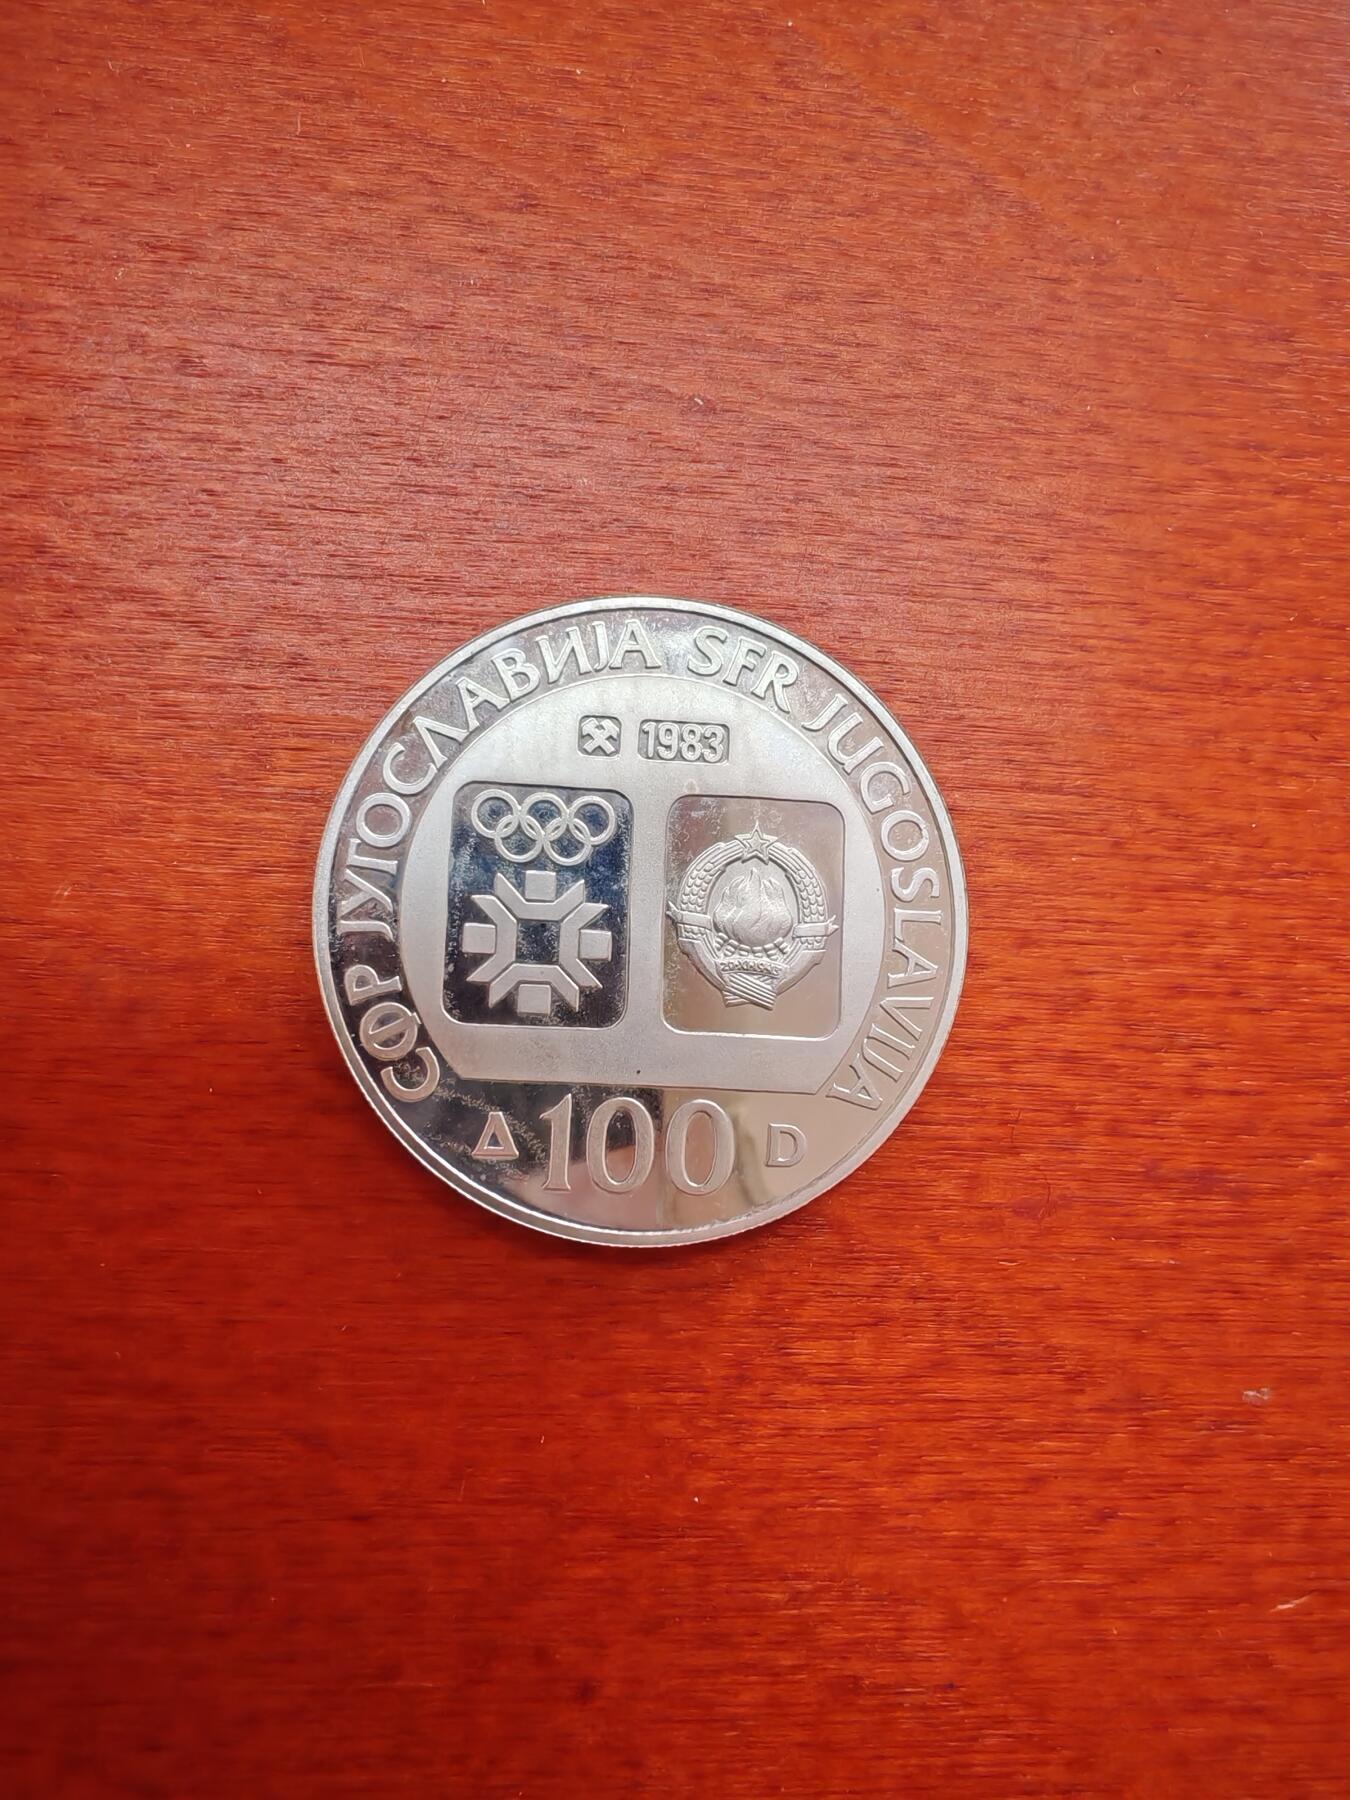 СФР ЈУГОСЛАВИЈА SFR JUGOSLAVIJA
1983
Д 100 D